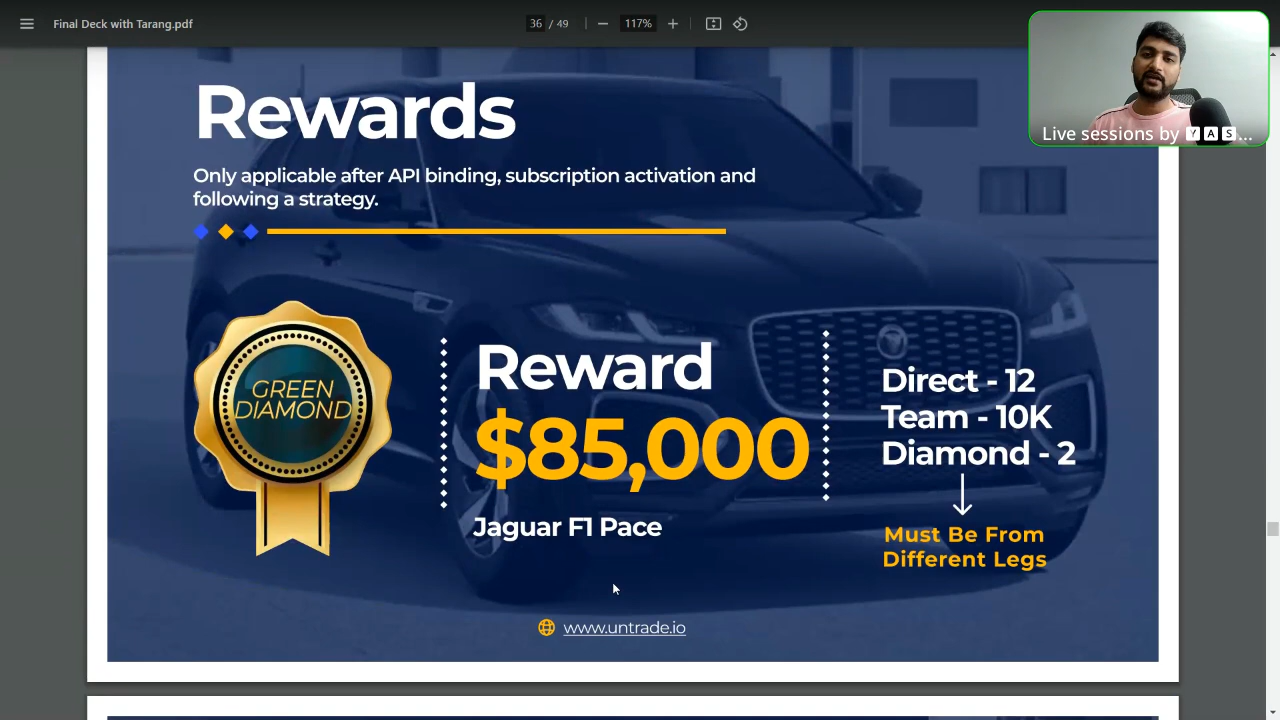 Final Deck with Tarang.pdf
36 / 49
117%
Live sessions by 🅈🄰🅂...
Rewards
Only applicable after API binding, subscription activation and
following a strategy.
GREEN
DIAMOND
Reward
$85,000
Jaguar F1 Pace
Direct - 12
Team - 10K
Diamond - 2
Must Be From
Different Legs
www.untrade.io